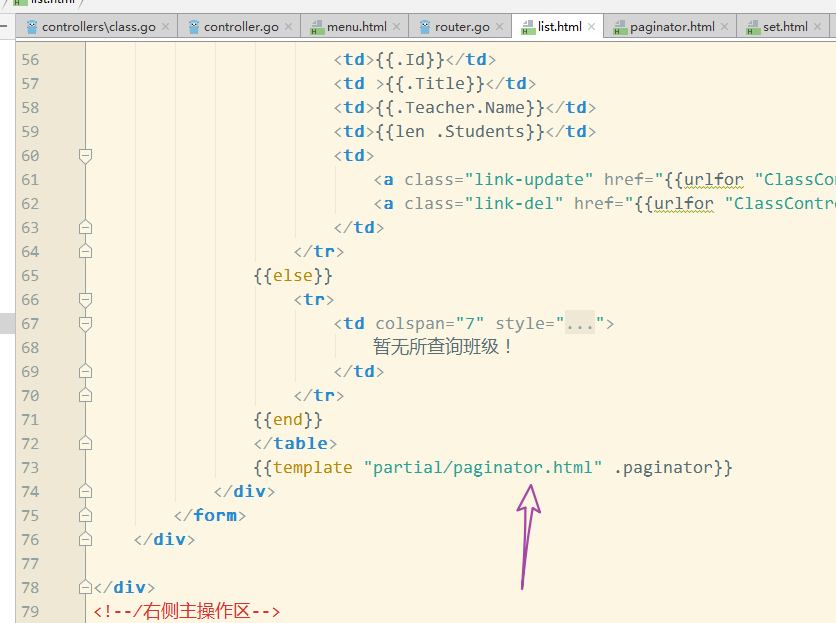 list.html
controllers\class.go × controller.go × menu.html × router.go × list.html × paginator.html × set.html ×
56 <td>{{.Id}}</td>
57 <td >{{.Title}}</td>
58 <td>{{.Teacher.Name}}</td>
59 <td>{{len .Students}}</td>
60 <td>
61 <a class="link-update" href="{{urlfor "ClassCo
62 <a class="link-del" href="{{urlfor "ClassContr
63 </td>
64 </tr>
65 {{else}}
66 <tr>
67 <td colspan="7" style="...">
68 暂无所查询班级！
69 </td>
70 </tr>
71 {{end}}
72 </table>
73 {{template "partial/paginator.html" .paginator}}
74 </div>
75 </form>
76 </div>
77
78 </div>
79 <!--/右侧主操作区-->